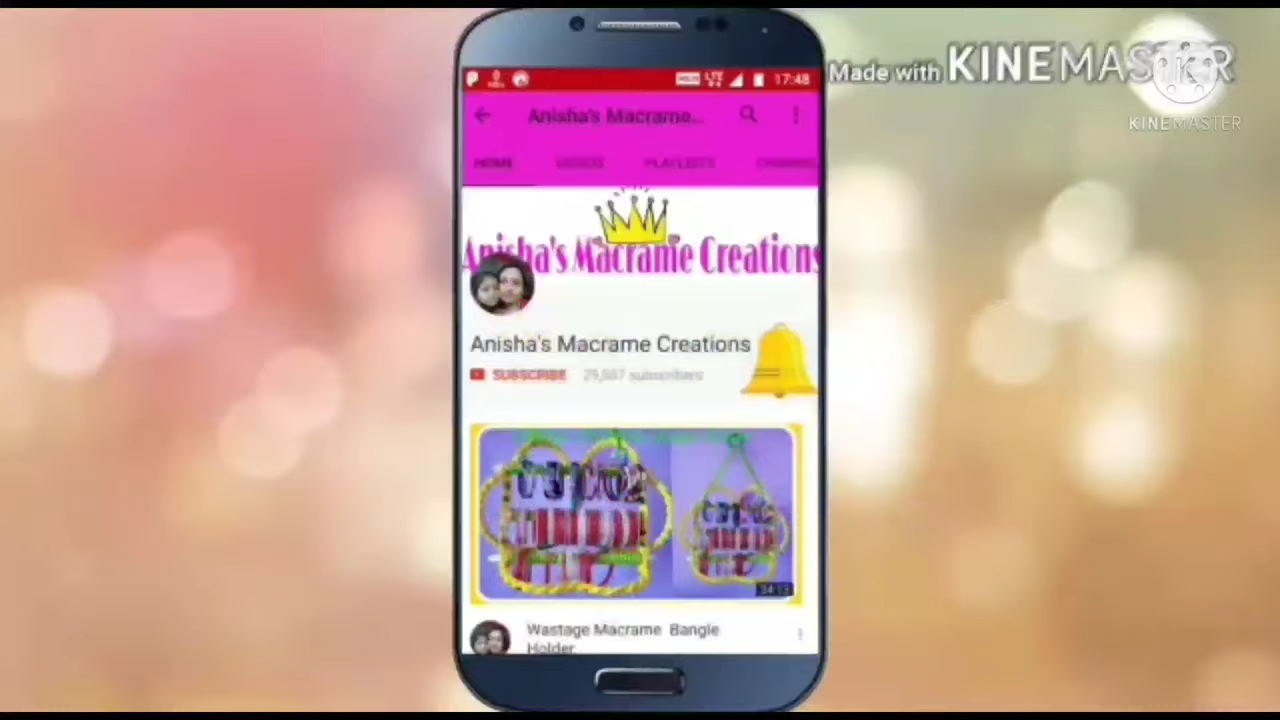 Made with KINEMASTER
KINEMASTER
17:48
Anisha's Macrame...
HOME VIDEOS PLAYLISTS
Anisha's Macrame Creations
Anisha's Macrame Creations
SUBSCRIBE
subscribers
Wastage Macrame Bangle
Holder